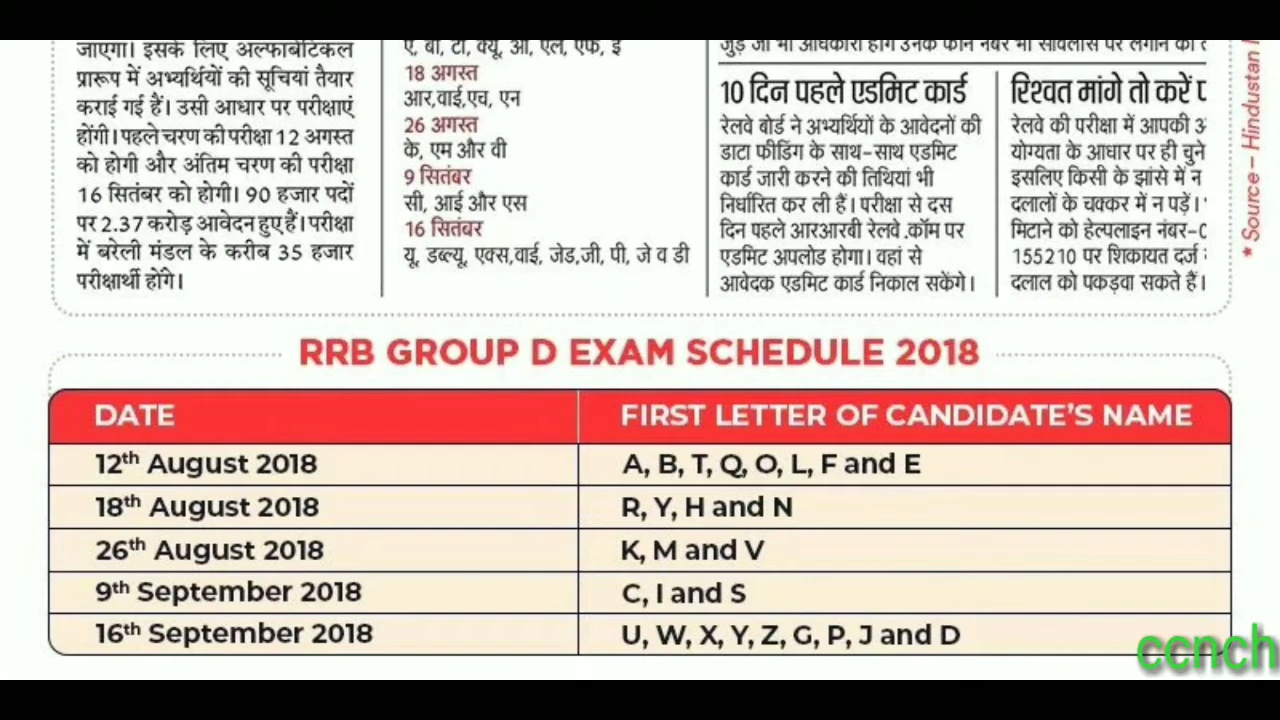 जाएगी। इसके लिए अल्फाबेटिकल
प्रारूप में अभ्यर्थियों की सूचियां तैयार
कराई गई हैं। उसी आधार पर परीक्षाएं
होंगी। पहले चरण की परीक्षा 12 अगस्त
को होगी और अंतिम चरण की परीक्षा
16 सितंबर को होगी। 90 हजार पदों
पर 2.37 करोड़ आवेदन हुए हैं। परीक्षा
में बरेली मंडल के करीब 35 हजार
परीक्षार्थी होंगे।
ए, बी, टी, क्यू, ओ, एल, एफ, ई
18 अगस्त
आर,वाई,एच, एन
26 अगस्त
के, एम और वी
9 सितंबर
सी, आई और एस
16 सितंबर
यू, डब्ल्यू, एक्स,वाई, जेड,जी, पी, जे व डी
10 दिन पहले एडमिट कार्ड
रेलवे बोर्ड ने अभ्यर्थियों के आवेदनों की
डाटा फीडिंग के साथ-साथ एडमिट
कार्ड जारी करने की तिथियां भी
निर्धारित कर ली हैं। परीक्षा से दस
दिन पहले आरआरबी रेलवे .कॉम पर
एडमिट अपलोड होगा। वहां से
आवेदक एडमिट कार्ड निकाल सकेंगे।
रिश्वत मांगे तो करें
रेलवे की परीक्षा में आपकी
योग्यता के आधार पर ही चुने
इसलिए किसी के झांसे में न
दलालों के चक्कर में न पड़ें।
मिटाने को हेल्पलाइन नंबर-
155210 पर शिकायत दर्ज
दलाल को पकड़वा सकते हैं।
* Source – Hindustan
RRB GROUP D EXAM SCHEDULE 2018
DATE FIRST LETTER OF CANDIDATE'S NAME
12th August 2018 A, B, T, Q, O, L, F and E
18th August 2018 R, Y, H and N
26th August 2018 K, M and V
9th September 2018 C, I and S
16th September 2018 U, W, X, Y, Z, G, P, J and D
ccnch